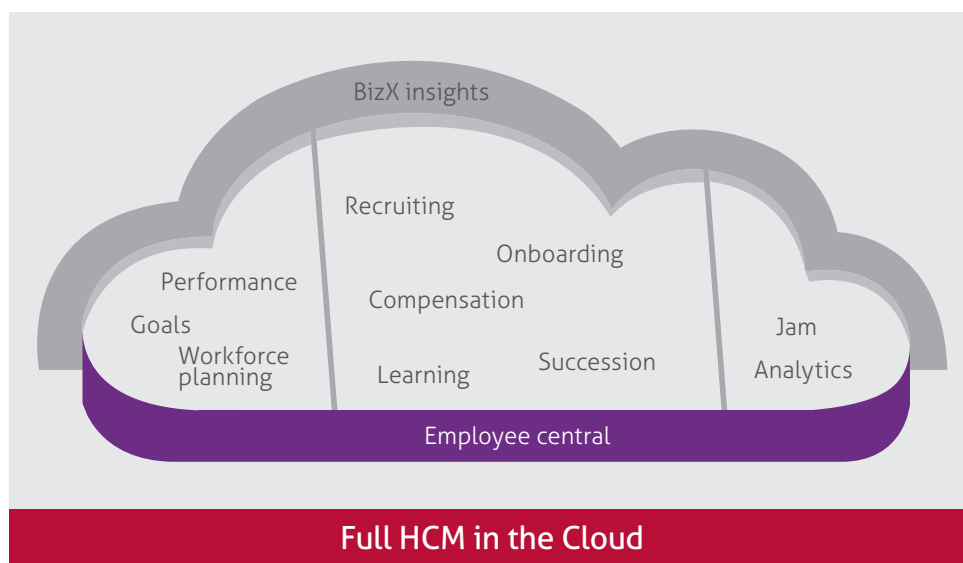 BizX insights
Performance
Goals
Workforce
planning
Recruiting
Onboarding
Compensation
Learning
Succession
Jam
Analytics
Employee central
Full HCM in the Cloud